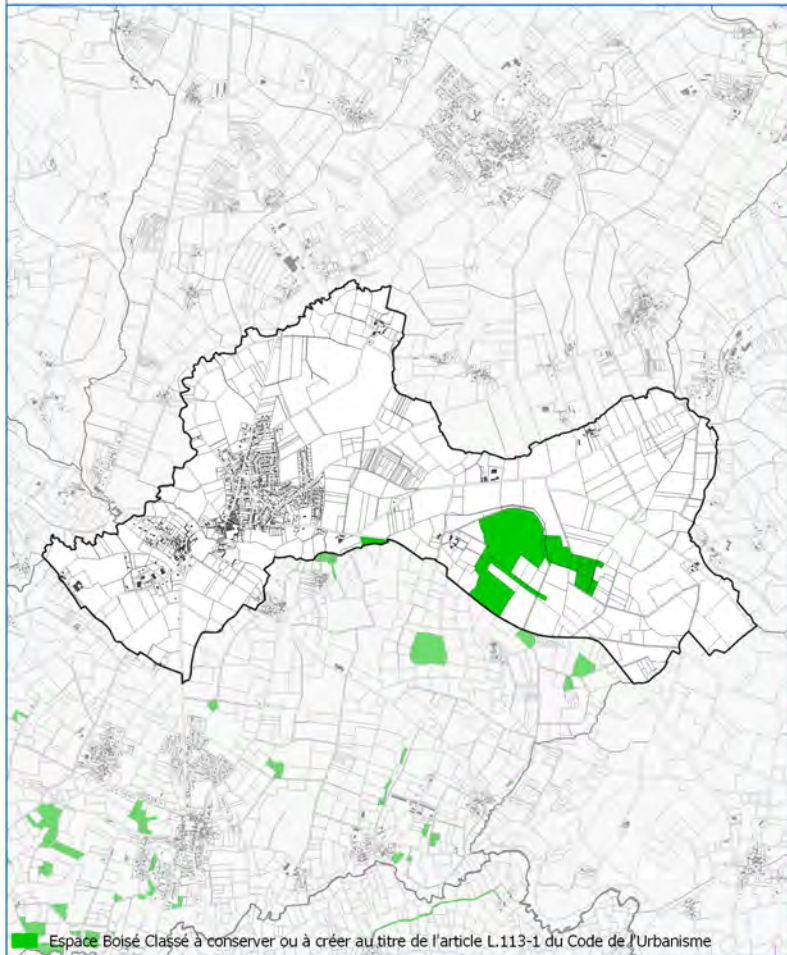 Espace Boisé Classé à conserver ou à créer au titre de l'article L.113-1 du Code de l'Urbanisme